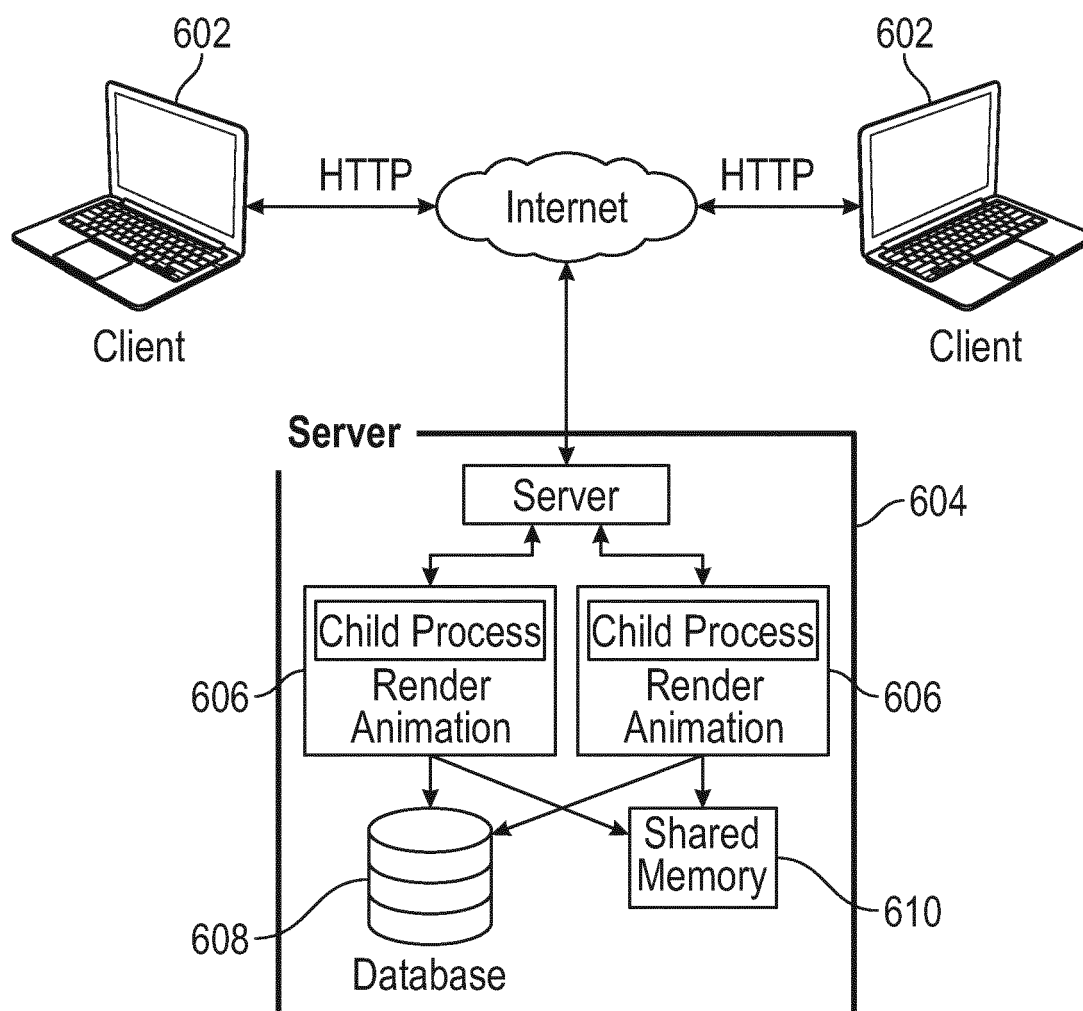 602
602
HTTP
Internet
HTTP
Client
Client
Server
Server
604
Child Process
Render
Animation
Child Process
Render
Animation
606
606
Shared
Memory
608
610
Database